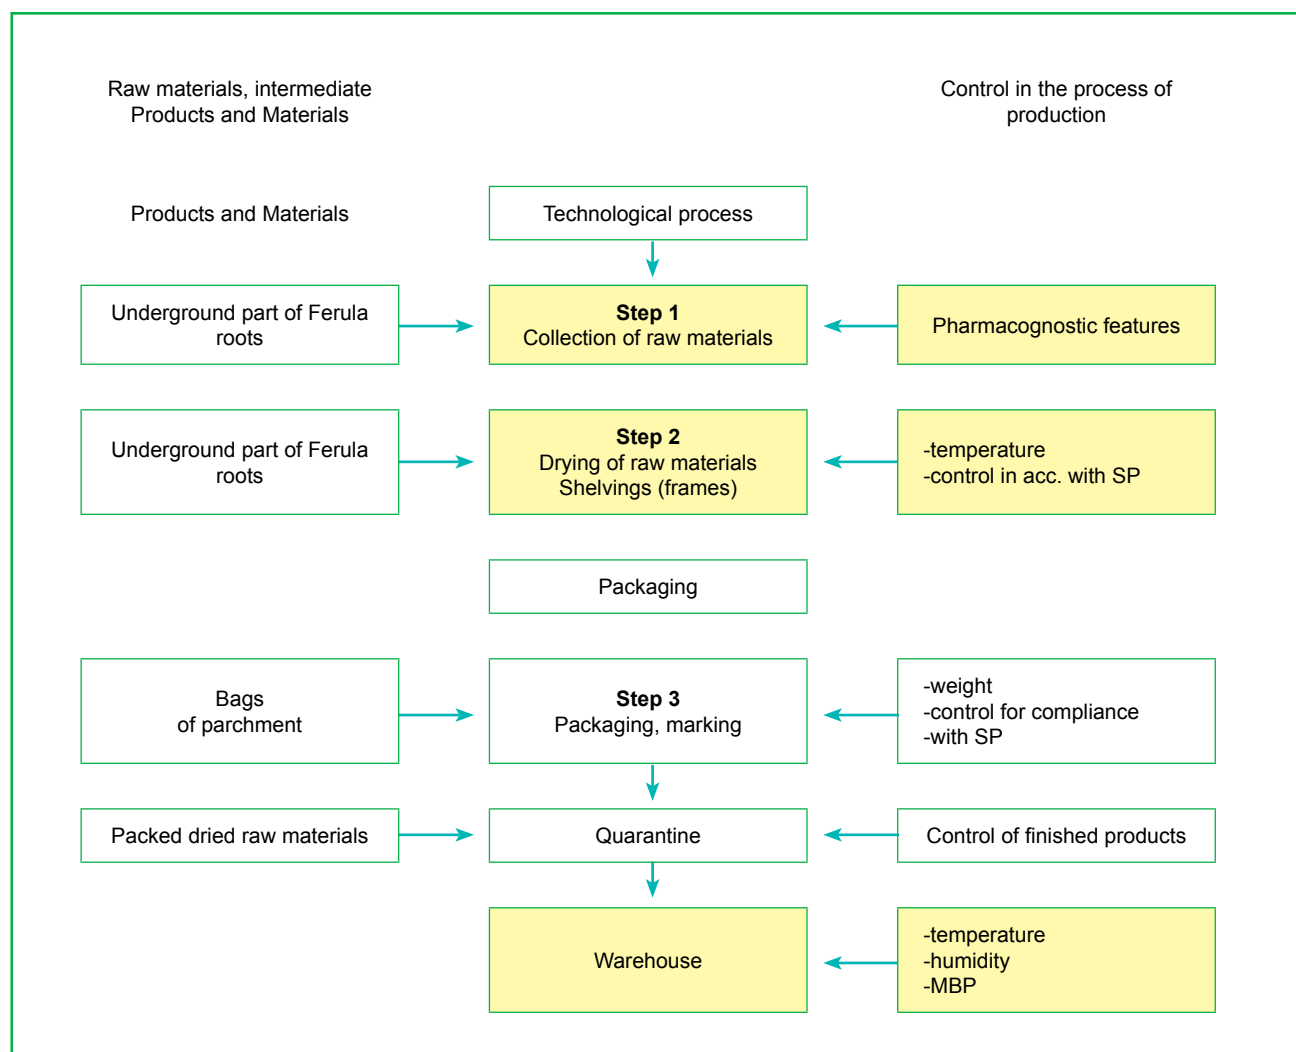 Raw materials, intermediate
Products and Materials
Control in the process of
production
Products and Materials
Technological process
Underground part of Ferula
roots
Step 1
Collection of raw materials
Pharmacognostic features
Underground part of Ferula
roots
Step 2
Drying of raw materials
Shelvings (frames)
-temperature
-control in acc. with SP
Packaging
Bags
of parchment
Step 3
Packaging, marking
-weight
-control for compliance
-with SP
Packed dried raw materials
Quarantine
Control of finished products
Warehouse
-temperature
-humidity
-MBP